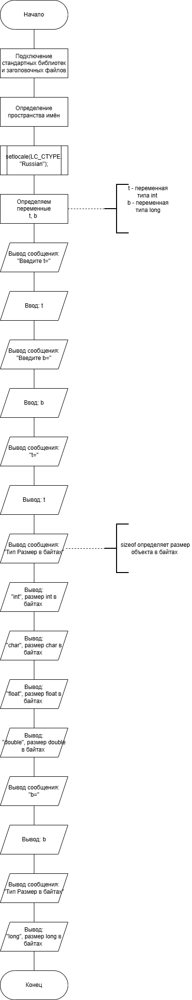 Начало
Подключение
стандартных библиотек
и заголовочных файлов
Определение
пространства имён
setlocale(LC_CTYPE,
"Russian");
Определяем
переменные
t, b
t - переменная
типа int
b - переменная
типа long
Вывод сообщения:
"Введите t="
Ввод: t
Вывод сообщения:
"Введите b="
Ввод: b
Вывод сообщения:
"t="
Вывод: t
Вывод сообщения:
"Тип Размер в байтах"
sizeof определяет размер
объекта в байтах
Вывод:
"int", размер int в
байтах
Вывод:
"char", размер char в
байтах
Вывод:
"float", размер float в
байтах
Вывод:
"double", размер double
в байтах
Вывод сообщения:
"b="
Вывод: b
Вывод сообщения:
"Тип Размер в байтах"
Вывод:
"long", размер long в
байтах
Конец